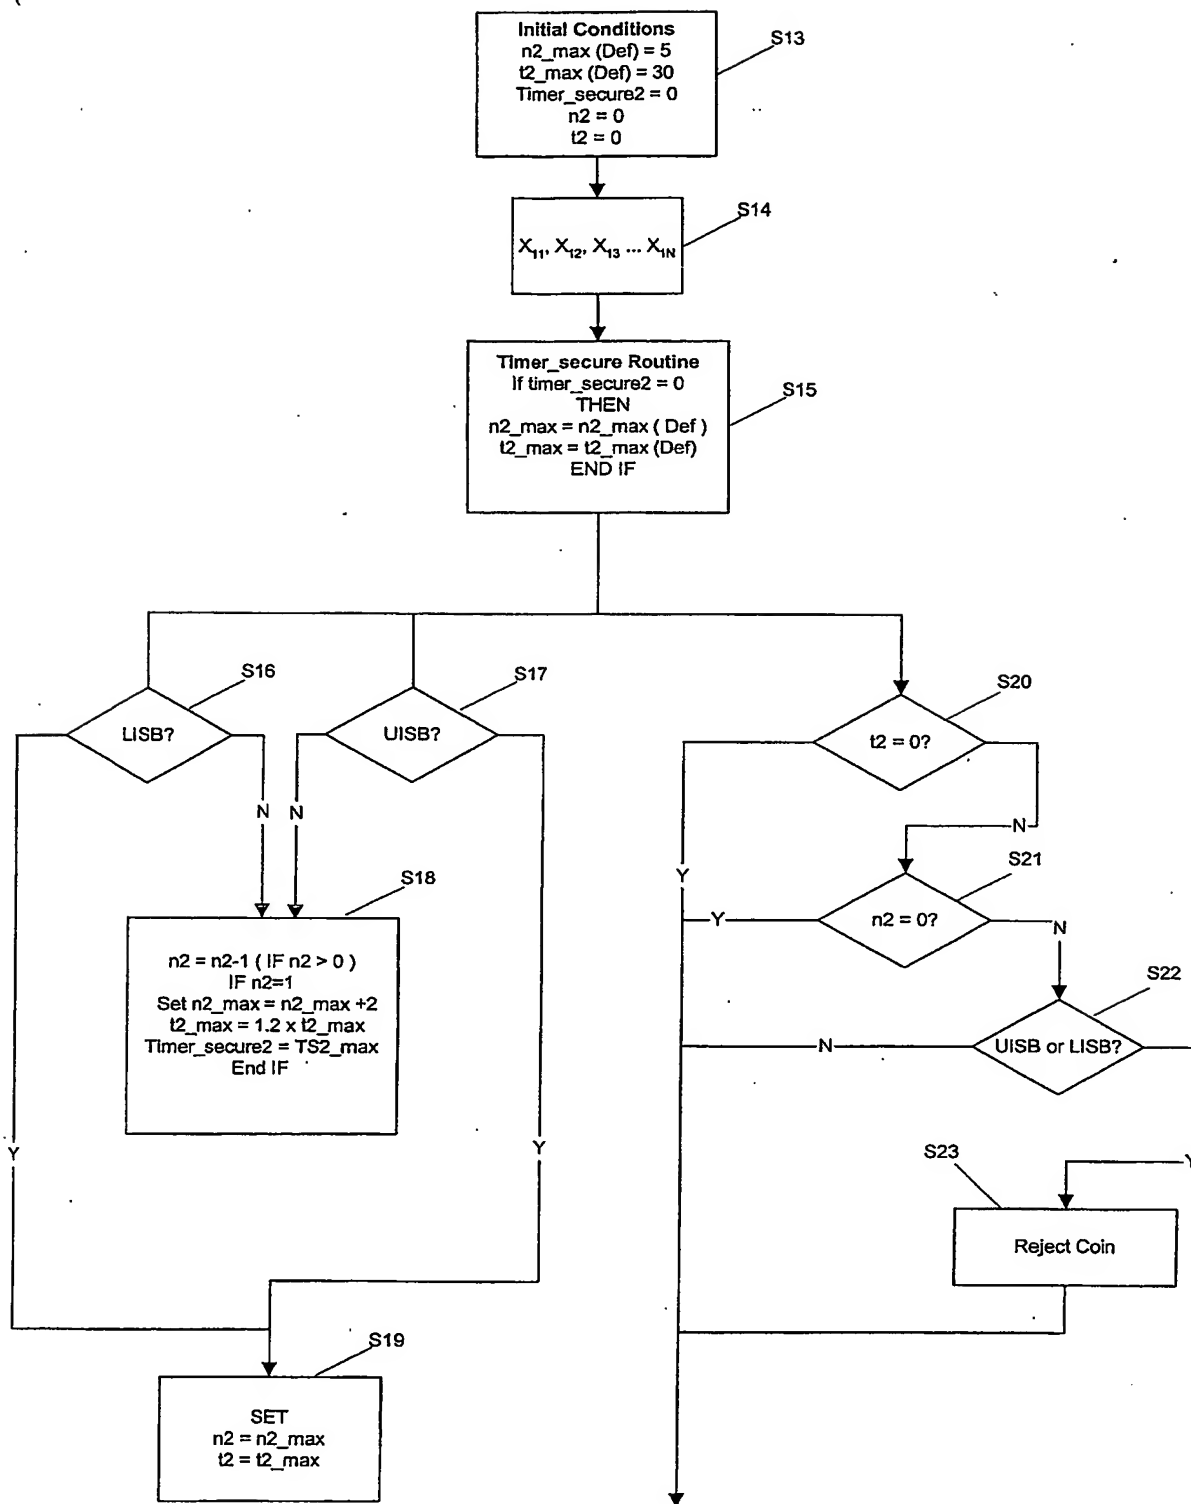 Initial Conditions
n2_max (Def) = 5
t2_max (Def) = 30
Timer_secure2 = 0
n2 = 0
t2 = 0
S13
S14
X11, X12, X13 ... X1N
Timer_secure Routine
If timer_secure2 = 0
THEN
n2_max = n2_max ( Def )
t2_max = t2_max (Def)
END IF
S15
S16
LISB?
S17
UISB?
S20
t2 = 0?
N
N
N
Y
S21
n2 = 0?
Y
N
S18
n2 = n2-1 ( IF n2 > 0 )
IF n2=1
Set n2_max = n2_max +2
t2_max = 1.2 x t2_max
Timer_secure2 = TS2_max
End IF
S22
UISB or LISB?
N
Y
Y
Y
S23
Reject Coin
S19
SET
n2 = n2_max
t2 = t2_max